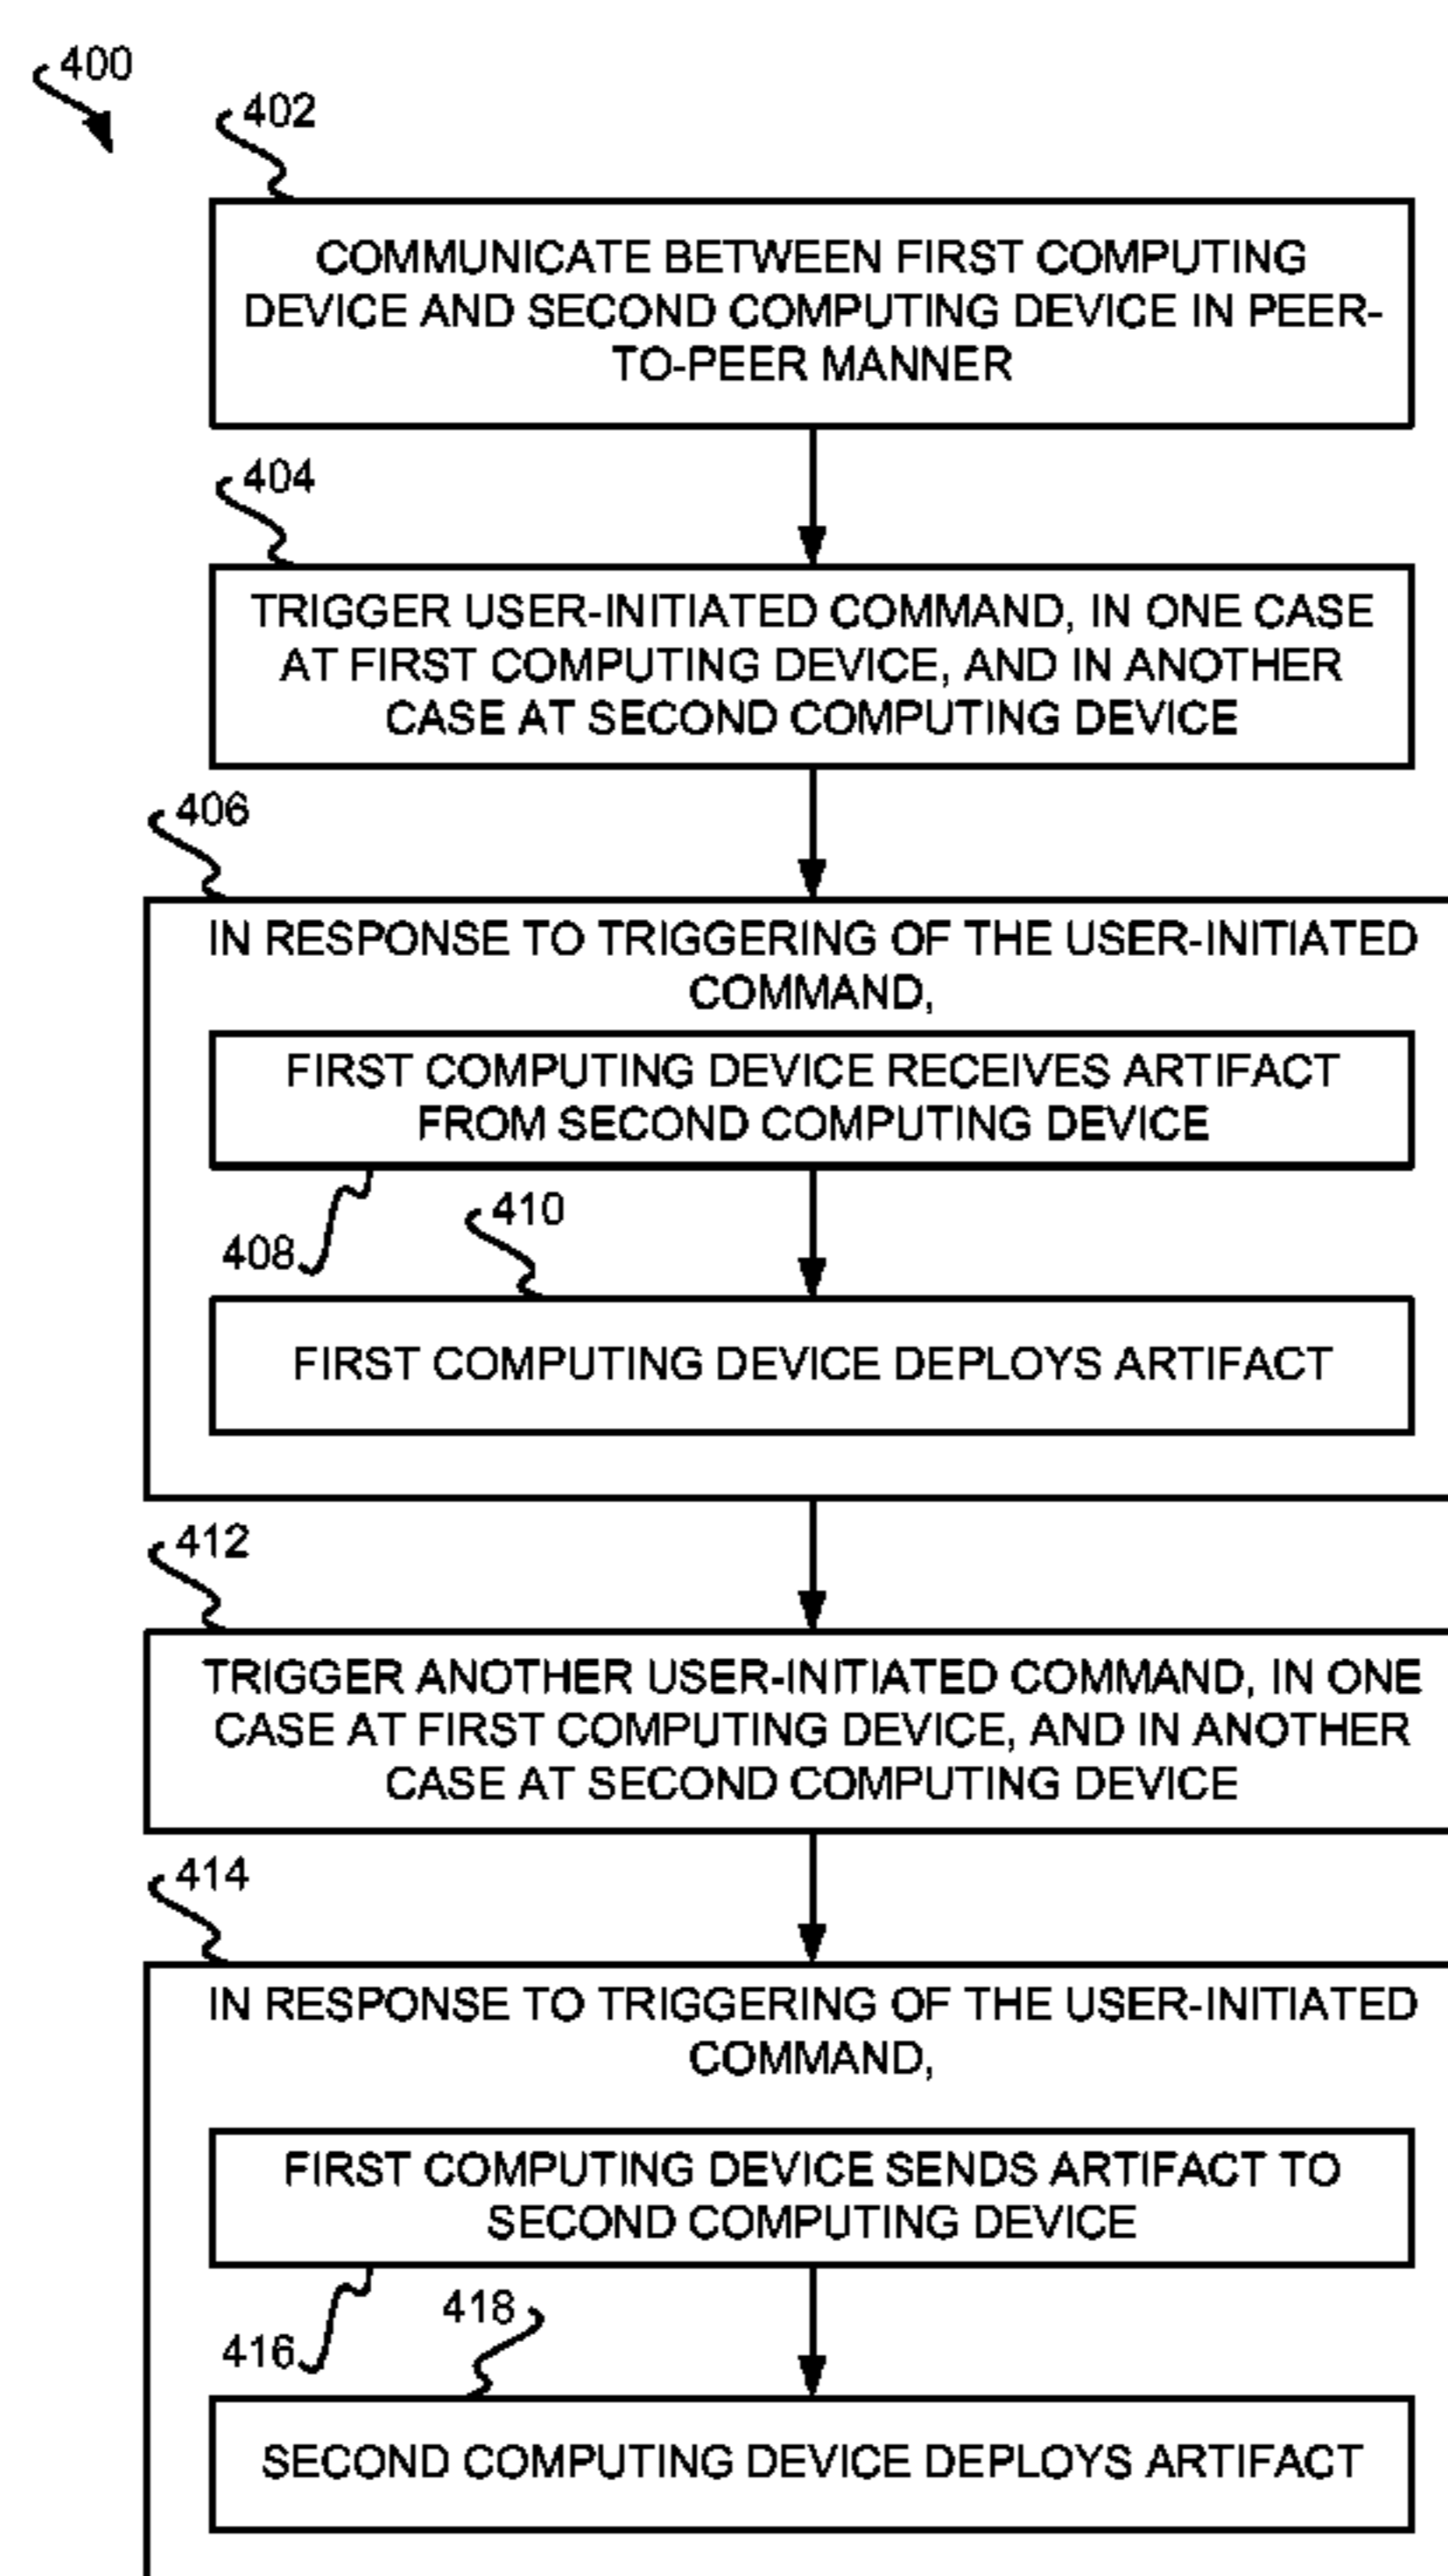 400
402
COMMUNICATE BETWEEN FIRST COMPUTING
DEVICE AND SECOND COMPUTING DEVICE IN PEER-
TO-PEER MANNER
404
TRIGGER USER-INITIATED COMMAND, IN ONE CASE
AT FIRST COMPUTING DEVICE, AND IN ANOTHER
CASE AT SECOND COMPUTING DEVICE
406
IN RESPONSE TO TRIGGERING OF THE USER-INITIATED
COMMAND,
FIRST COMPUTING DEVICE RECEIVES ARTIFACT
FROM SECOND COMPUTING DEVICE
408
410
FIRST COMPUTING DEVICE DEPLOYS ARTIFACT
412
TRIGGER ANOTHER USER-INITIATED COMMAND, IN ONE
CASE AT FIRST COMPUTING DEVICE, AND IN ANOTHER
CASE AT SECOND COMPUTING DEVICE
414
IN RESPONSE TO TRIGGERING OF THE USER-INITIATED
COMMAND,
FIRST COMPUTING DEVICE SENDS ARTIFACT TO
SECOND COMPUTING DEVICE
416
418
SECOND COMPUTING DEVICE DEPLOYS ARTIFACT